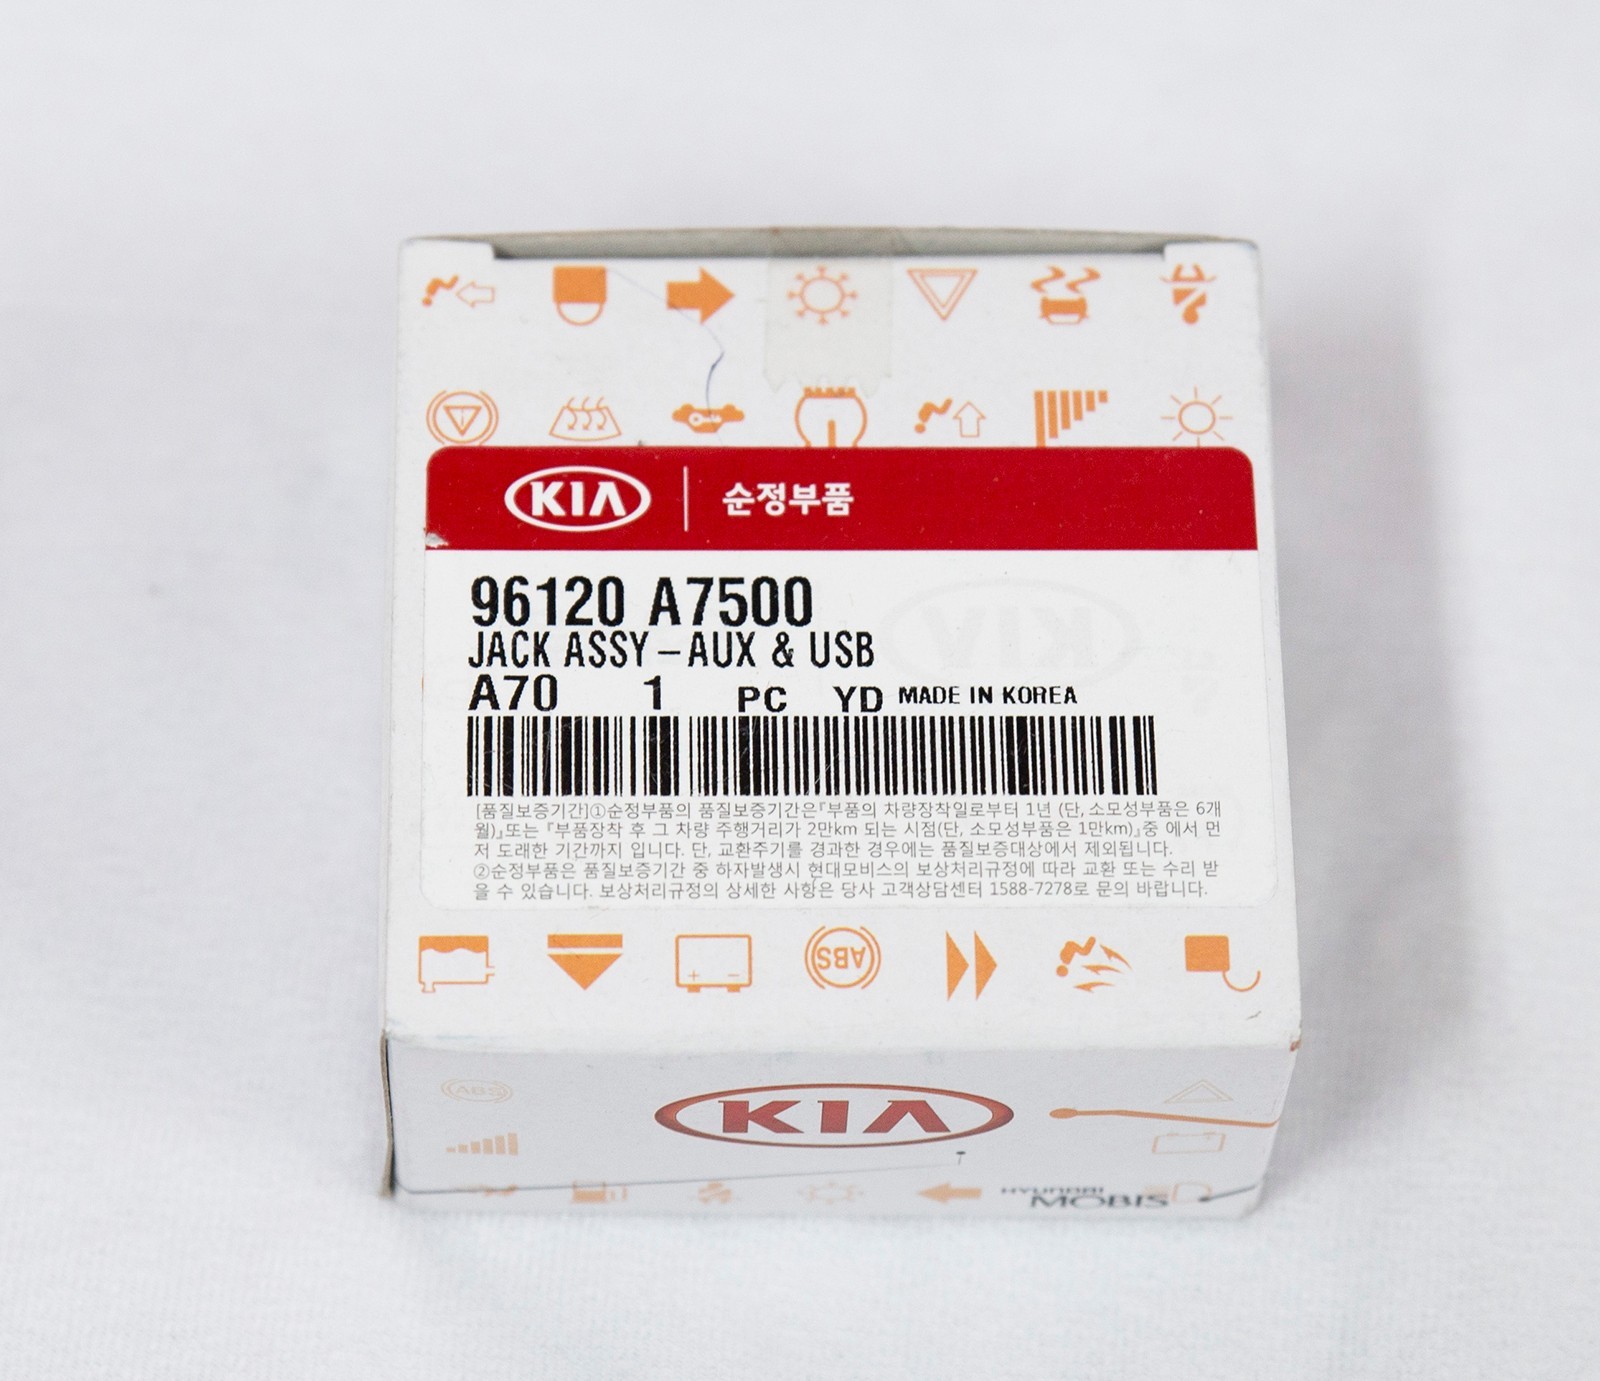 KIA 순정부품
96120 A7500
JACK ASSY - AUX & USB
A70 1 PC YD MADE IN KOREA
[품질보증기간]①순정부품의 품질보증기간은『부품의 차량장착일로부터 1년 (단, 소모성부품은 6개
월)』또는 『부품장착 후 그 차량 주행거리가 2만km 되는 시점(단, 소모성부품은 1만km)』중 에서 먼
저 도래한 기간까지 입니다. 단, 교환주기를 경과한 경우에는 품질보증대상에서 제외됩니다.
②순정부품은 품질보증기간 중 하자발생시 현대모비스의 보상처리규정에 따라 교환 또는 수리 받
을 수 있습니다. 보상처리규정의 상세한 사항은 당사 고객상담센터 1588-7278로 문의 바랍니다.
ABS
ABS
KIA
HYUNDAI
MOBIS